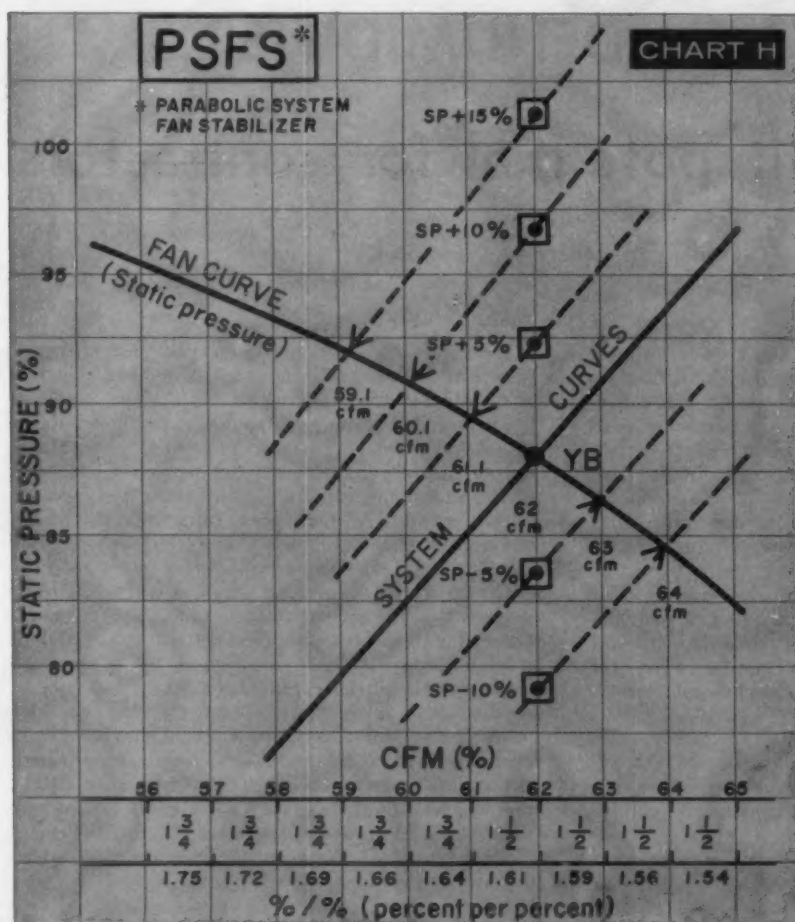 PSFS*
CHART H
* PARABOLIC SYSTEM
FAN STABILIZER
SP+15%
100
SP+10%
FAN CURVE
(Static pressure)
95
SP+5%
CURVES
STATIC PRESSURE (%)
90
59.1
cfm
60.1
cfm
61.1
cfm
YB
62
cfm
63
cfm
64
cfm
85
SYSTEM
SP-5%
80
SP-10%
CFM (%)
56 57 58 59 60 61 62 63 64 65
1 3/4 1 3/4 1 3/4 1 3/4 1 3/4 1 1/2 1 1/2 1 1/2 1 1/2
1.75 1.72 1.69 1.66 1.64 1.61 1.59 1.56 1.54
%/% (percent per percent)